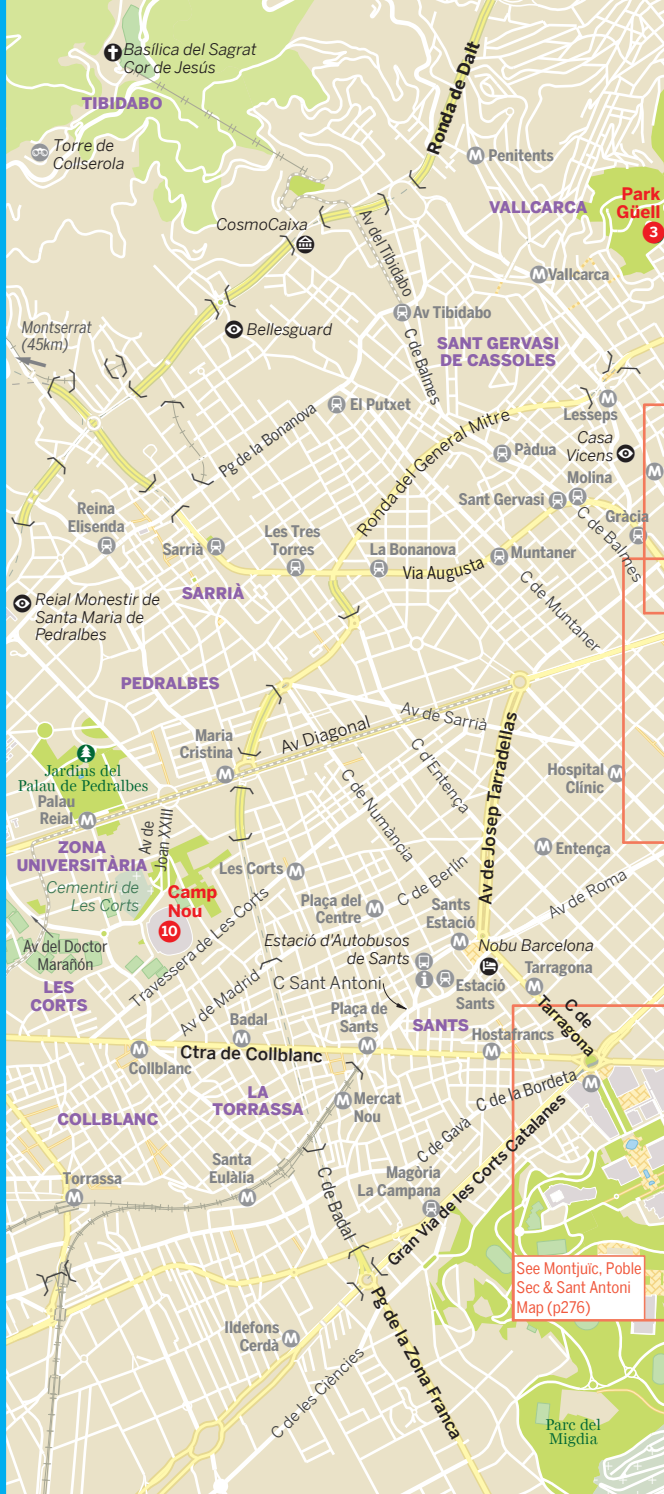 Basílica del Sagrat
Cor de Jesús
TIBIDABO
Torre de
Collserola
Ronda de Dalt
M Penitents
Park
Güell
3
VALLCARCA
CosmoCaixa
Av del Tibidabo
M Vallcarca
Montserrat
(45km)
Bellesguard
Av Tibidabo
SANT GERVASI
DE CASSOLES
C de Balmes
El Putxet
M
Lesseps
Pg de la Bonanova
Ronda del General Mitre
Casa
Vicens
Pàdua
M
Molina
Sant Gervasi
Reina
Elisenda
Gràcia
C de Balmes
Sarrià
Les Tres
Torres
La Bonanova
Muntaner
Via Augusta
SARRIÀ
C de Muntaner
Reial Monestir de
Santa Maria de
Pedralbes
PEDRALBES
Av de Sarrià
Maria
Cristina
M
Av Diagonal
C d'Entença
Av de Josep Tarradellas
Jardins del
Palau de Pedralbes
C de Numància
Hospital
Clínic
M
Palau
Reial
M
Av de
Joan XXIII
ZONA
UNIVERSITÀRIA
M Entença
Les Corts M
Cementiri de
Les Corts
Camp
Nou
10
C de Berlín
Av de Roma
Plaça del
Centre
M
Travessera de Les Corts
Sants
Estació
M
Av del Doctor
Marañón
Estació d'Autobusos
de Sants
Nobu Barcelona
LES
CORTS
Av de Madrid
C Sant Antoni
i
Estació
Sants
Tarragona
M
Plaça de
Sants
M
SANTS
C de
Tarragona
Badal
M
Hostafrancs
M
M
Collblanc
Ctra de Collblanc
M
LA
TORRASSA
M Mercat
Nou
C de la Bordeta
COLLBLANC
C de Gavà
Gran Via de les Corts Catalanes
Torrassa
M
Santa
Eulàlia
M
C de Badal
Magòria
La Campana
See Montjuïc, Poble
Sec & Sant Antoni
Map (p276)
Ildefons
Cerdà
M
Pg de la Zona Franca
C de les Ciències
Parc del
Migdia